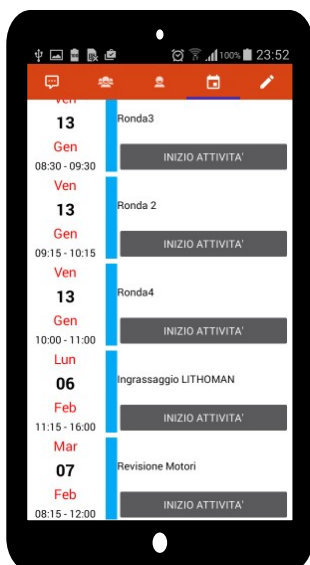 100% 23:52
Ven
13
Gen
08:30 - 09:30
Ronda3
INIZIO ATTIVITA'
Ven
13
Gen
09:15 - 10:15
Ronda 2
INIZIO ATTIVITA'
Ven
13
Gen
10:00 - 11:00
Ronda4
INIZIO ATTIVITA'
Lun
06
Feb
11:15 - 16:00
Ingrassaggio LITHOMAN
INIZIO ATTIVITA'
Mar
07
Feb
08:15 - 12:00
Revisione Motori
INIZIO ATTIVITA'